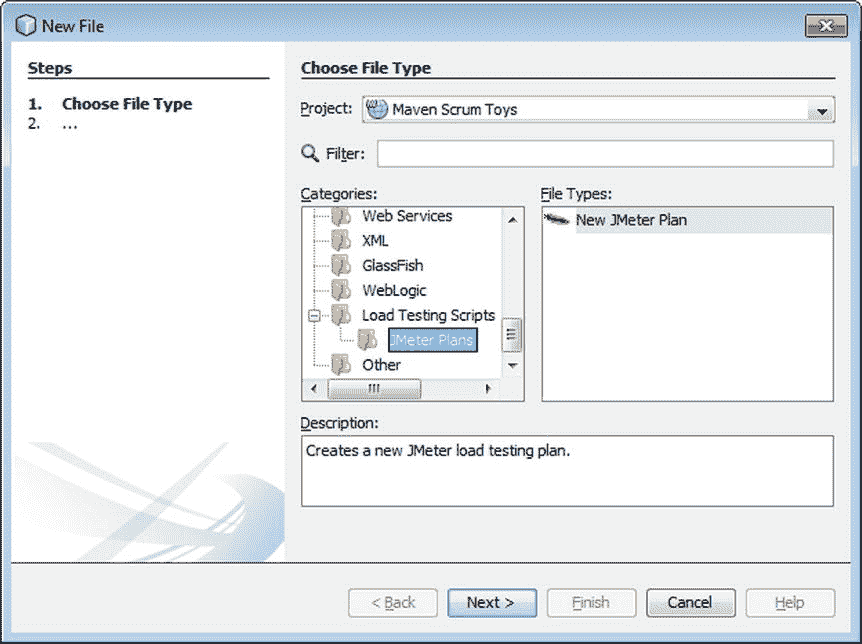 New File
Steps
1. Choose File Type
2. ...
Choose File Type
Project: Maven Scrum Toys
Filter:
Categories:
Web Services
XML
GlassFish
WebLogic
Load Testing Scripts
JMeter Plans
Other
File Types:
New JMeter Plan
Description:
Creates a new JMeter load testing plan.
< Back Next > Finish Cancel Help